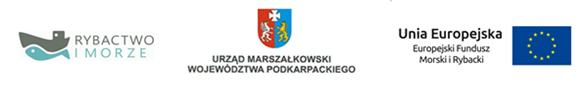 RYBACTWO
I MORZE
URZĄD MARSZAŁKOWSKI
WOJEWÓDZTWA PODKARPACKIEGO
Unia Europejska
Europejski Fundusz
Morski i Rybacki